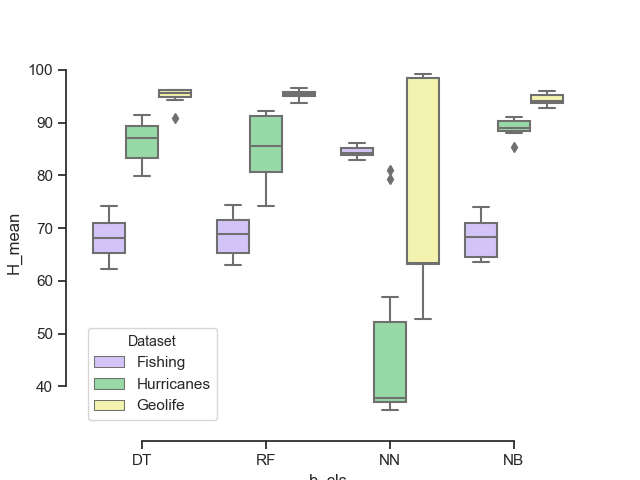 100
90
80
70
60
50
40
H_mean
Dataset
Fishing
Hurricanes
Geolife
DT
RF
NN
NB